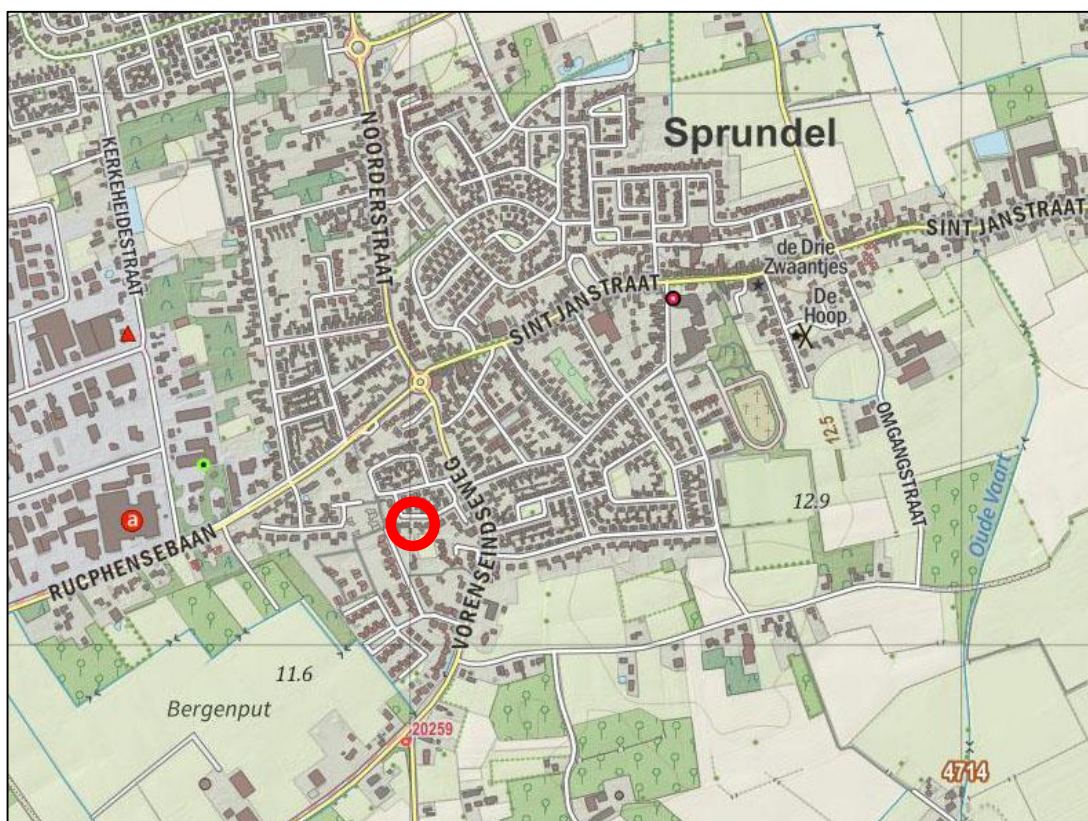 Sprundel
NOORDERSTRAAT
KERKEHEIDESTRAAT
SINT JANSTRAAT
de Drie
Zwaantjes
De
Hoop
SINT JANSTRAAT
12.5
OMGANGSTRAAT
VORENSEINDSEWEG
12.9
Oude Vaart
a
RUCPHENSEBAAN
11.6
Bergenput
20259
4714